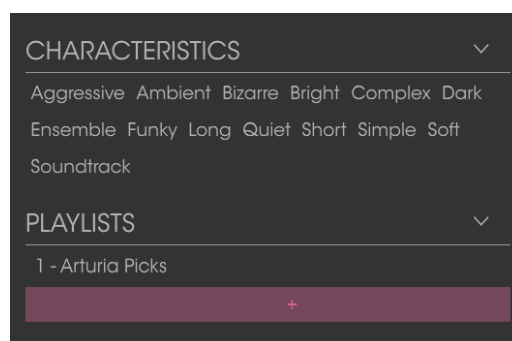 CHARACTERISTICS
Aggressive Ambient Bizarre Bright Complex Dark
Ensemble Funky Long Quiet Short Simple Soft
Soundtrack
PLAYLISTS
1 - Arturia Picks
+